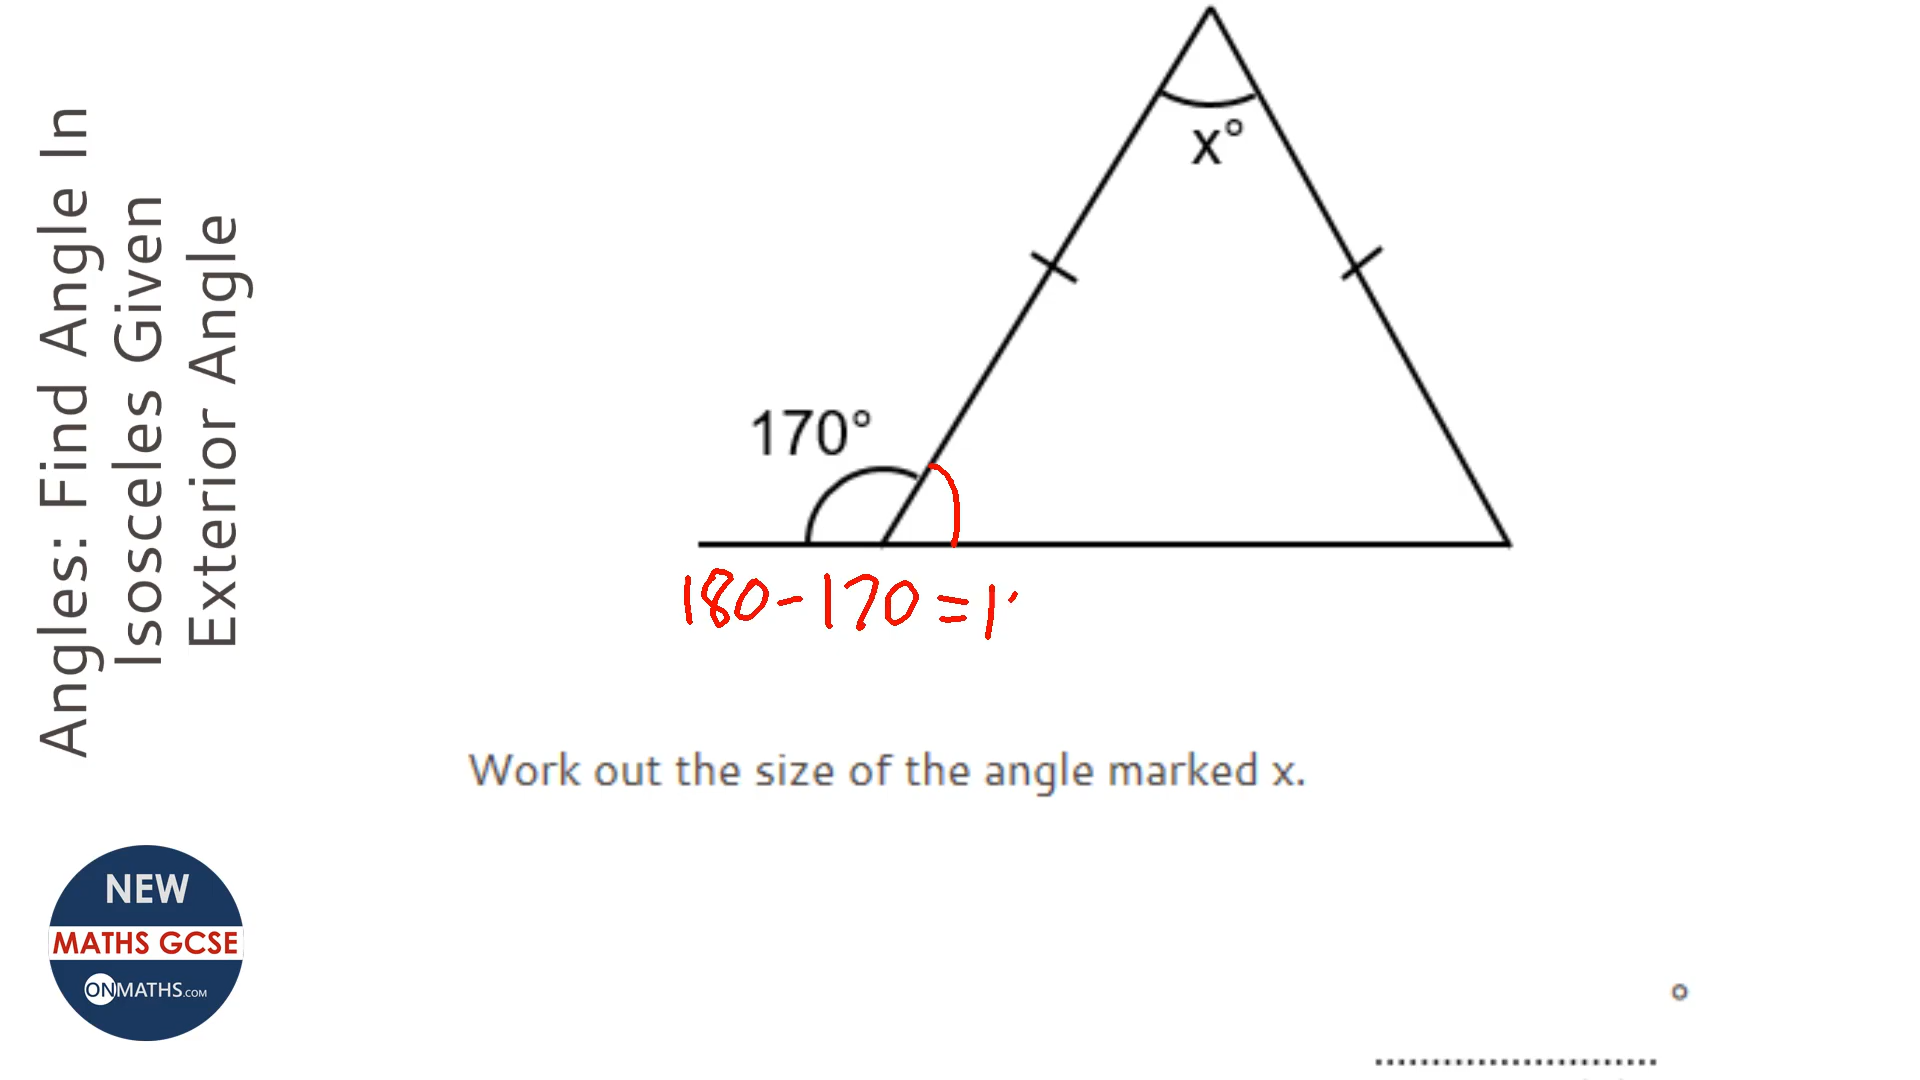 Angles: Find Angle In
Isosceles Given
Exterior Angle
x°
170°
180-170=1
Work out the size of the angle marked x.
°
NEW
MATHS GCSE
ONMATHS.COM